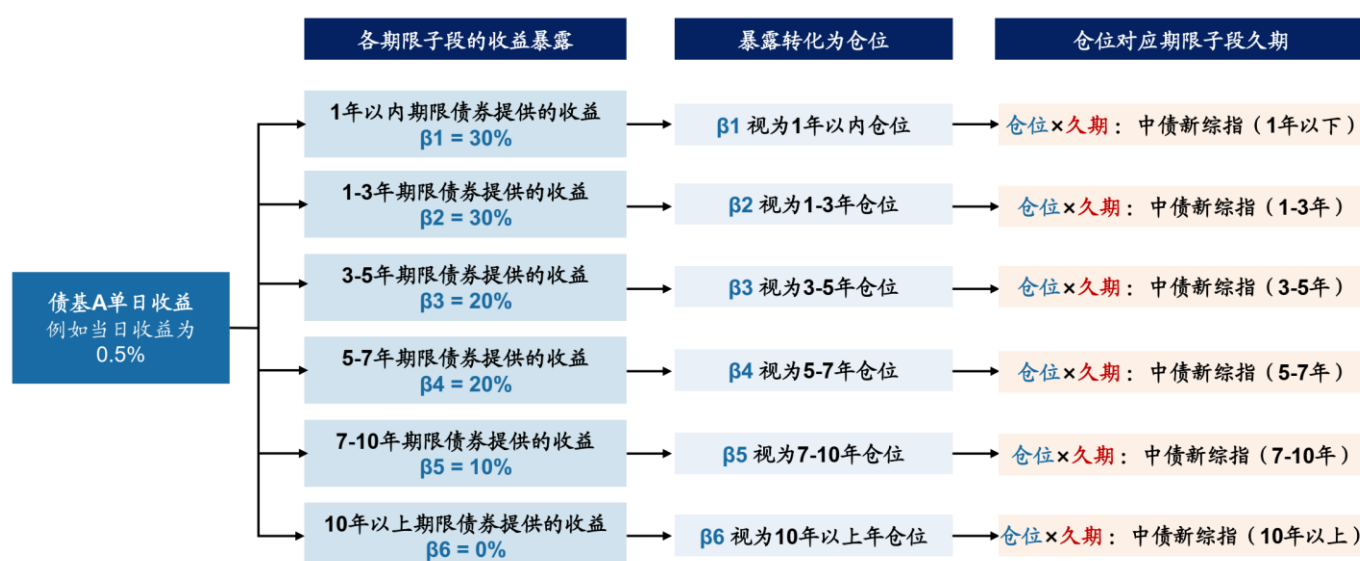 各期限子段的收益暴露
暴露转化为仓位
仓位对应期限子段久期
债基A单日收益
例如当日收益为
0.5%
1年以内期限债券提供的收益
β1 = 30%
β1 视为1年以内仓位
仓位×久期：中债新综指（1年以下）
1-3年期限债券提供的收益
β2 = 30%
β2 视为1-3年仓位
仓位×久期：中债新综指（1-3年）
3-5年期限债券提供的收益
β3 = 20%
β3 视为3-5年仓位
仓位×久期：中债新综指（3-5年）
5-7年期限债券提供的收益
β4 = 20%
β4 视为5-7年仓位
仓位×久期：中债新综指（5-7年）
7-10年期限债券提供的收益
β5 = 10%
β5 视为7-10年仓位
仓位×久期：中债新综指（7-10年）
10年以上期限债券提供的收益
β6 = 0%
β6 视为10年以上年仓位
仓位×久期：中债新综指（10年以上）